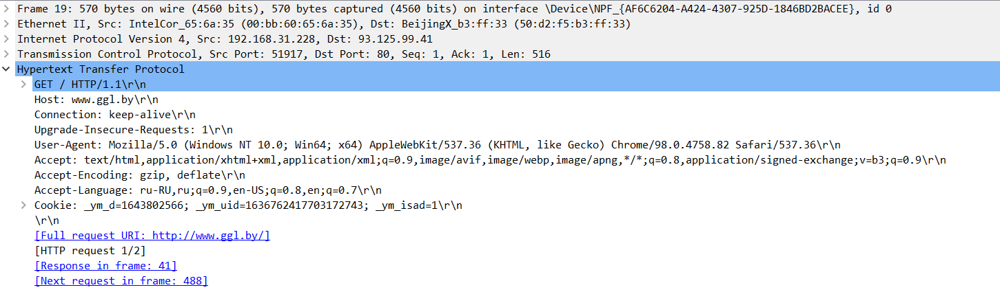 Frame 19: 570 bytes on wire (4560 bits), 570 bytes captured (4560 bits) on interface \Device\NPF_{AF6C6204-A424-4307-925D-1846BD2BACEE}, id 0
Ethernet II, Src: IntelCor_65:6a:35 (00:bb:60:65:6a:35), Dst: BeijingX_b3:ff:33 (50:d2:f5:b3:ff:33)
Internet Protocol Version 4, Src: 192.168.31.228, Dst: 93.125.99.41
Transmission Control Protocol, Src Port: 51917, Dst Port: 80, Seq: 1, Ack: 1, Len: 516
Hypertext Transfer Protocol
GET / HTTP/1.1\r\n
Host: www.ggl.by\r\n
Connection: keep-alive\r\n
Upgrade-Insecure-Requests: 1\r\n
User-Agent: Mozilla/5.0 (Windows NT 10.0; Win64; x64) AppleWebKit/537.36 (KHTML, like Gecko) Chrome/98.0.4758.82 Safari/537.36\r\n
Accept: text/html,application/xhtml+xml,application/xml;q=0.9,image/avif,image/webp,image/apng,*/*;q=0.8,application/signed-exchange;v=b3;q=0.9\r\n
Accept-Encoding: gzip, deflate\r\n
Accept-Language: ru-RU,ru;q=0.9,en-US;q=0.8,en;q=0.7\r\n
Cookie: _ym_d=1643802566; _ym_uid=1636762417703172743; _ym_isad=1\r\n
\r\n
[Full request URI: http://www.ggl.by/]
[HTTP request 1/2]
[Response in frame: 41]
[Next request in frame: 488]